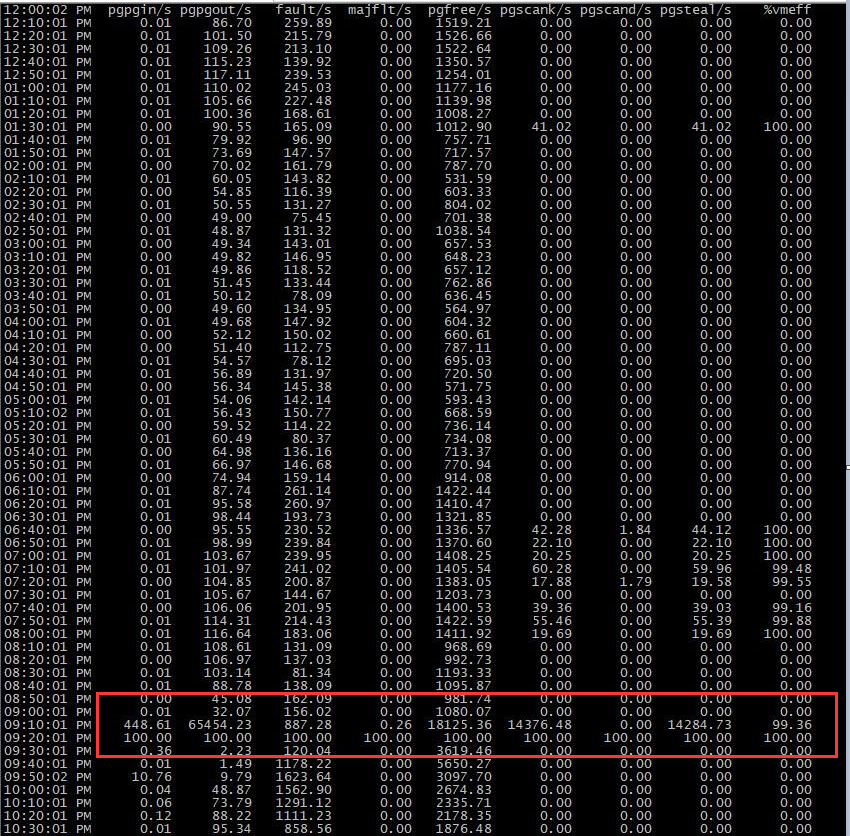 12:00:02 PM pgpgin/s pgpgout/s fault/s majflt/s pgfree/s pgscank/s pgscand/s pgsteal/s %vmeff
12:10:01 PM 0.01 86.70 259.89 0.00 1519.21 0.00 0.00 0.00 0.00
12:20:01 PM 0.01 101.50 215.79 0.00 1526.66 0.00 0.00 0.00 0.00
12:30:01 PM 0.01 109.26 213.10 0.00 1522.64 0.00 0.00 0.00 0.00
12:40:01 PM 0.01 115.23 139.92 0.00 1350.57 0.00 0.00 0.00 0.00
12:50:01 PM 0.01 117.11 239.53 0.00 1254.01 0.00 0.00 0.00 0.00
01:00:01 PM 0.01 110.02 245.03 0.00 1177.16 0.00 0.00 0.00 0.00
01:10:01 PM 0.01 105.66 227.48 0.00 1139.98 0.00 0.00 0.00 0.00
01:20:01 PM 0.01 100.36 168.61 0.00 1008.27 0.00 0.00 0.00 0.00
01:30:01 PM 0.00 90.55 165.09 0.00 1012.90 41.02 0.00 41.02 100.00
01:40:01 PM 0.01 79.92 96.90 0.00 757.71 0.00 0.00 0.00 0.00
01:50:01 PM 0.01 73.69 147.57 0.00 717.57 0.00 0.00 0.00 0.00
02:00:01 PM 0.00 70.02 161.79 0.00 787.70 0.00 0.00 0.00 0.00
02:10:01 PM 0.01 60.05 143.82 0.00 531.59 0.00 0.00 0.00 0.00
02:20:01 PM 0.00 54.85 116.39 0.00 603.33 0.00 0.00 0.00 0.00
02:30:01 PM 0.01 50.55 131.27 0.00 804.02 0.00 0.00 0.00 0.00
02:40:01 PM 0.00 49.00 75.45 0.00 701.38 0.00 0.00 0.00 0.00
02:50:01 PM 0.01 48.87 131.32 0.00 1038.54 0.00 0.00 0.00 0.00
03:00:01 PM 0.00 49.34 143.01 0.00 657.53 0.00 0.00 0.00 0.00
03:10:01 PM 0.00 49.82 146.95 0.00 648.23 0.00 0.00 0.00 0.00
03:20:01 PM 0.01 49.86 118.52 0.00 657.12 0.00 0.00 0.00 0.00
03:30:01 PM 0.01 51.45 133.44 0.00 762.86 0.00 0.00 0.00 0.00
03:40:01 PM 0.01 50.12 78.09 0.00 636.45 0.00 0.00 0.00 0.00
03:50:01 PM 0.00 49.60 134.95 0.00 564.97 0.00 0.00 0.00 0.00
04:00:01 PM 0.01 49.68 147.92 0.00 604.32 0.00 0.00 0.00 0.00
04:10:01 PM 0.01 52.12 150.02 0.00 660.61 0.00 0.00 0.00 0.00
04:20:01 PM 0.00 51.40 112.75 0.00 787.11 0.00 0.00 0.00 0.00
04:30:01 PM 0.01 54.57 78.12 0.00 695.03 0.00 0.00 0.00 0.00
04:40:01 PM 0.01 56.89 131.97 0.00 720.50 0.00 0.00 0.00 0.00
04:50:01 PM 0.00 56.34 145.38 0.00 571.75 0.00 0.00 0.00 0.00
05:00:01 PM 0.01 54.06 142.14 0.00 593.43 0.00 0.00 0.00 0.00
05:10:02 PM 0.01 56.43 150.77 0.00 668.59 0.00 0.00 0.00 0.00
05:20:01 PM 0.00 59.52 114.22 0.00 736.14 0.00 0.00 0.00 0.00
05:30:01 PM 0.01 60.49 80.37 0.00 734.08 0.00 0.00 0.00 0.00
05:40:01 PM 0.00 64.98 136.16 0.00 713.37 0.00 0.00 0.00 0.00
05:50:01 PM 0.01 66.97 146.68 0.00 770.94 0.00 0.00 0.00 0.00
06:00:01 PM 0.00 74.94 159.14 0.00 914.08 0.00 0.00 0.00 0.00
06:10:01 PM 0.01 87.74 261.14 0.00 1422.44 0.00 0.00 0.00 0.00
06:20:01 PM 0.01 95.58 260.97 0.00 1410.47 0.00 0.00 0.00 0.00
06:30:01 PM 0.01 98.44 193.73 0.00 1321.85 0.00 0.00 0.00 0.00
06:40:01 PM 0.00 95.55 230.52 0.00 1336.57 42.28 1.84 44.12 100.00
06:50:01 PM 0.01 98.99 239.84 0.00 1370.60 22.10 0.00 22.10 100.00
07:00:01 PM 0.01 103.67 239.95 0.00 1408.25 20.25 0.00 20.25 100.00
07:10:01 PM 0.01 101.97 241.02 0.00 1405.54 60.28 0.00 59.96 99.48
07:20:01 PM 0.00 104.85 200.87 0.00 1383.05 17.88 1.79 19.58 99.55
07:30:01 PM 0.01 105.67 144.67 0.00 1203.73 0.00 0.00 0.00 0.00
07:40:01 PM 0.00 106.06 201.95 0.00 1400.53 39.36 0.00 39.03 99.16
07:50:01 PM 0.01 114.31 214.43 0.00 1422.59 55.46 0.00 55.39 99.88
08:00:01 PM 0.01 116.64 183.06 0.00 1411.92 19.69 0.00 19.69 100.00
08:10:01 PM 0.01 108.61 131.09 0.00 968.69 0.00 0.00 0.00 0.00
08:20:01 PM 0.00 106.97 137.03 0.00 992.73 0.00 0.00 0.00 0.00
08:30:01 PM 0.01 103.14 81.34 0.00 1193.33 0.00 0.00 0.00 0.00
08:40:01 PM 0.01 88.78 138.09 0.00 1095.87 0.00 0.00 0.00 0.00
08:50:01 PM 0.00 45.08 162.09 0.00 981.74 0.00 0.00 0.00 0.00
09:00:01 PM 0.01 32.07 156.02 0.00 1080.07 0.00 0.00 0.00 0.00
09:10:01 PM 448.61 65454.23 887.28 0.26 18125.36 14376.48 0.00 14284.73 99.36
09:20:01 PM 100.00 100.00 100.00 100.00 100.00 100.00 100.00 100.00 100.00
09:30:01 PM 0.36 2.23 120.04 0.00 3619.46 0.00 0.00 0.00 0.00
09:40:01 PM 0.01 1.49 1178.22 0.00 5650.27 0.00 0.00 0.00 0.00
09:50:02 PM 10.76 9.79 1623.64 0.00 3097.70 0.00 0.00 0.00 0.00
10:00:01 PM 0.04 48.87 1562.90 0.00 2674.83 0.00 0.00 0.00 0.00
10:10:01 PM 0.06 73.79 1291.12 0.00 2335.71 0.00 0.00 0.00 0.00
10:20:01 PM 0.12 88.22 1111.23 0.00 2178.35 0.00 0.00 0.00 0.00
10:30:01 PM 0.01 95.34 858.56 0.00 1876.48 0.00 0.00 0.00 0.00